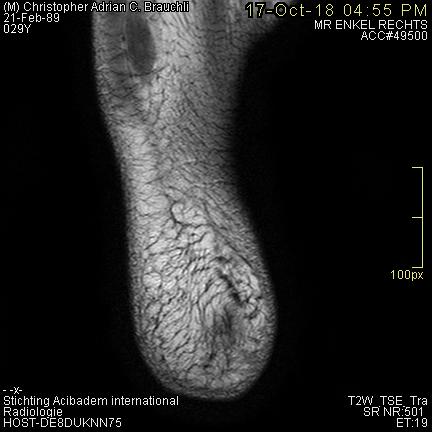 (M) Christopher Adrian C. Brauchli
21-Feb-89
029Y
17-Oct-18 04:55 PM
MR ENKEL RECHTS
ACC#49500
100px
--x-
Stichting Acibadem international
Radiologie
HOST-DE8DUKNN75
T2W_TSE_Tra
SR NR:501
ET:19